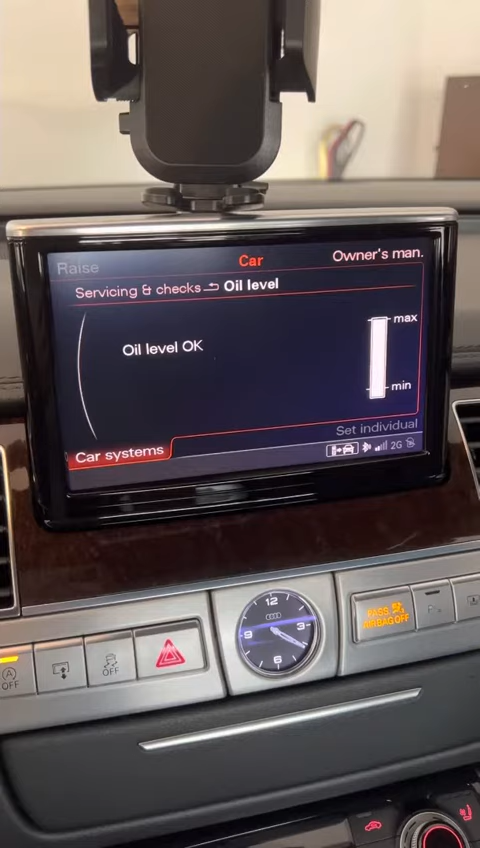 Raise Car Owner's man.
Servicing & checks Oil level
Oil level OK
max
min
Set individual
Car systems
2G
12
9 3
6
PASS
AIRBAG OFF
A
OFF
OFF